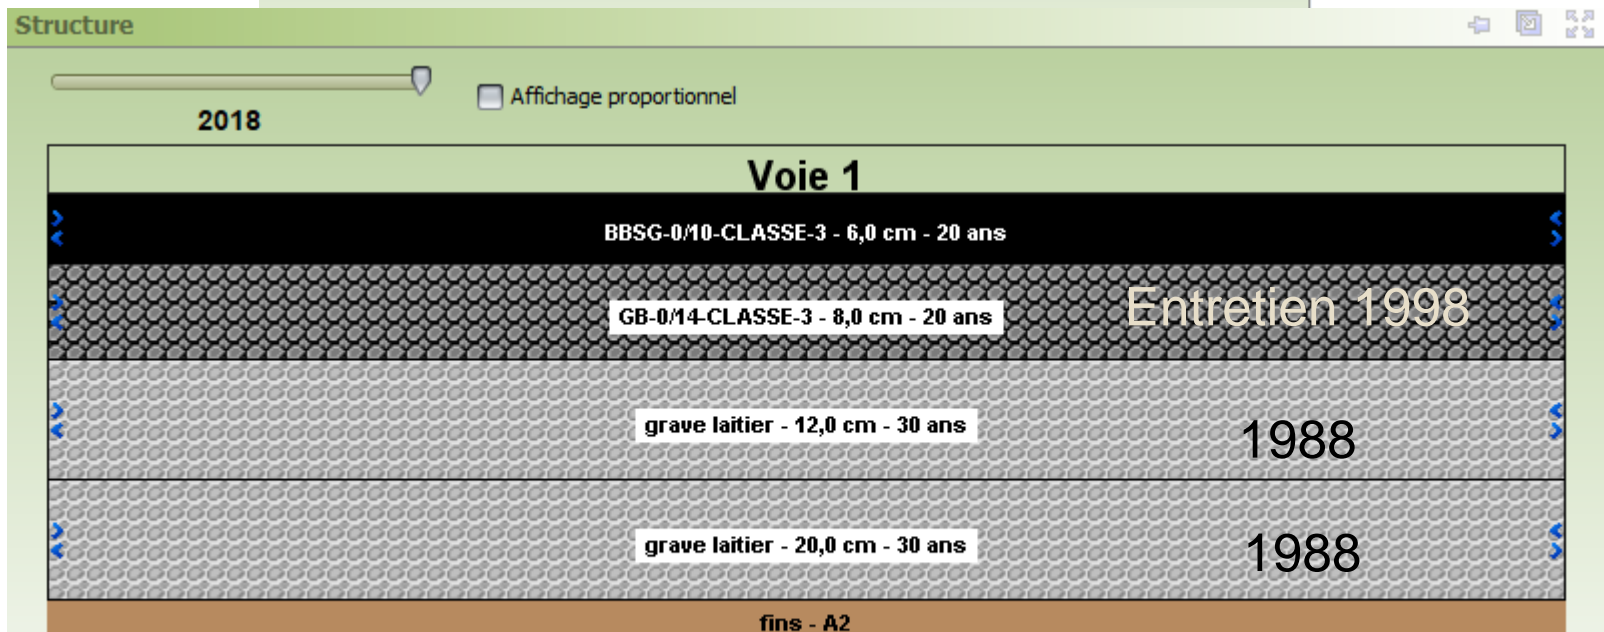 Structure
Affichage proportionnel
2018
Voie 1
BBSG-0/10-CLASSE-3 - 6,0 cm - 20 ans
GB-0/14-CLASSE-3 - 8,0 cm - 20 ans
Entretien 1998
grave laitier - 12,0 cm - 30 ans
1988
grave laitier - 20,0 cm - 30 ans
1988
fins - A2